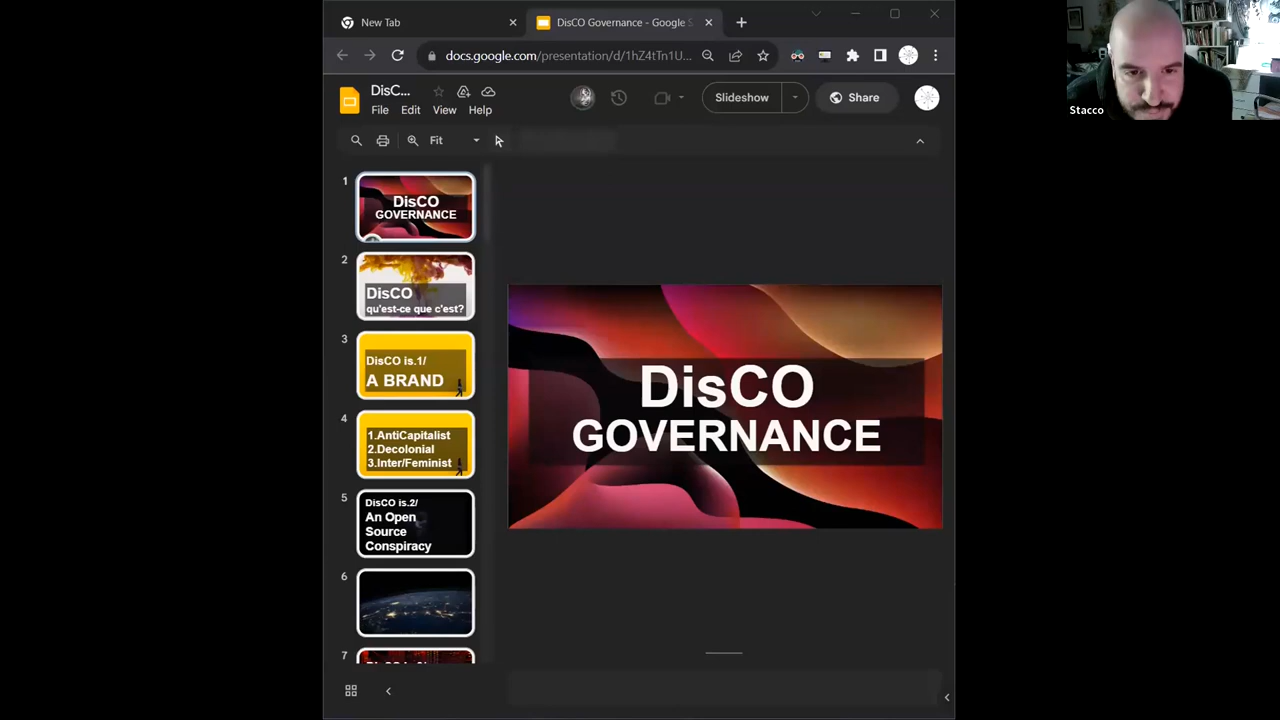 New Tab
DisCO Governance - Google S
docs.google.com/presentation/d/1hZ4tTn1U...
Stacco
DisC...
File Edit View Help
Slideshow
Share
Fit
1
DisCO
GOVERNANCE
2
DisCO
qu'est-ce que c'est?
3
DisCO is.1/
A BRAND
4
1.AntiCapitalist
2.Decolonial
3.Inter/Feminist
5
DisCO is.2/
An Open
Source
Conspiracy
6
7
DisCO
GOVERNANCE